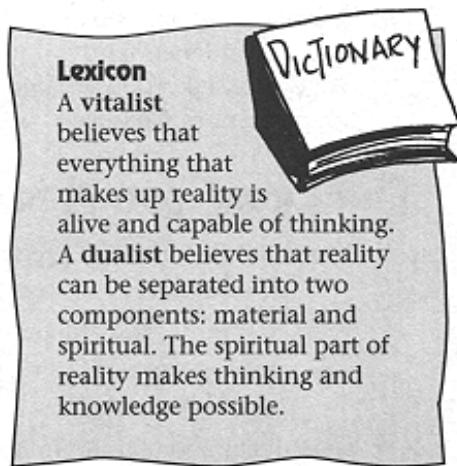 DICTIONARY
Lexicon
A vitalist
believes that
everything that
makes up reality is
alive and capable of thinking.
A dualist believes that reality
can be separated into two
components: material and
spiritual. The spiritual part of
reality makes thinking and
knowledge possible.